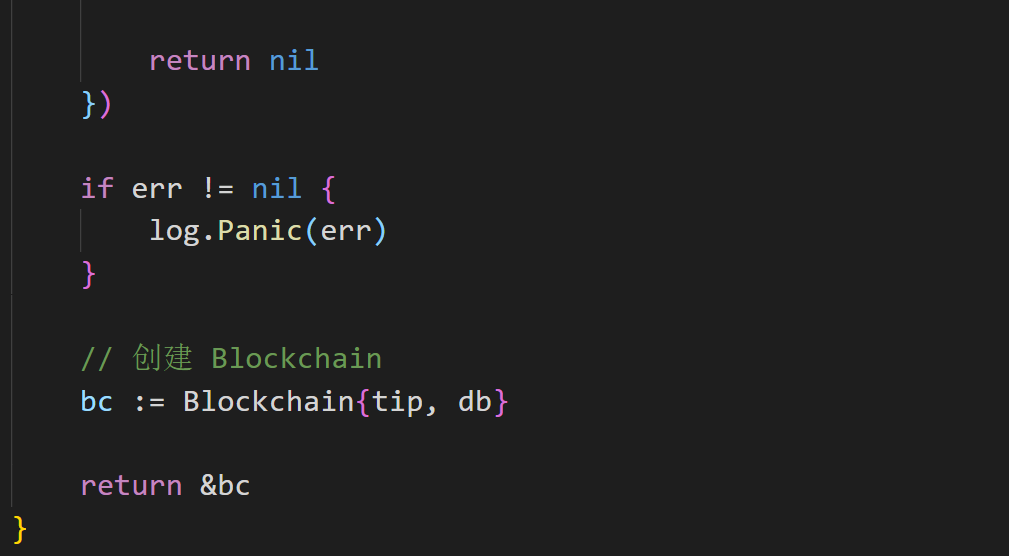 return nil
})
if err != nil {
log.Panic(err)
}
// 创建 Blockchain
bc := Blockchain{tip, db}
return &bc
}